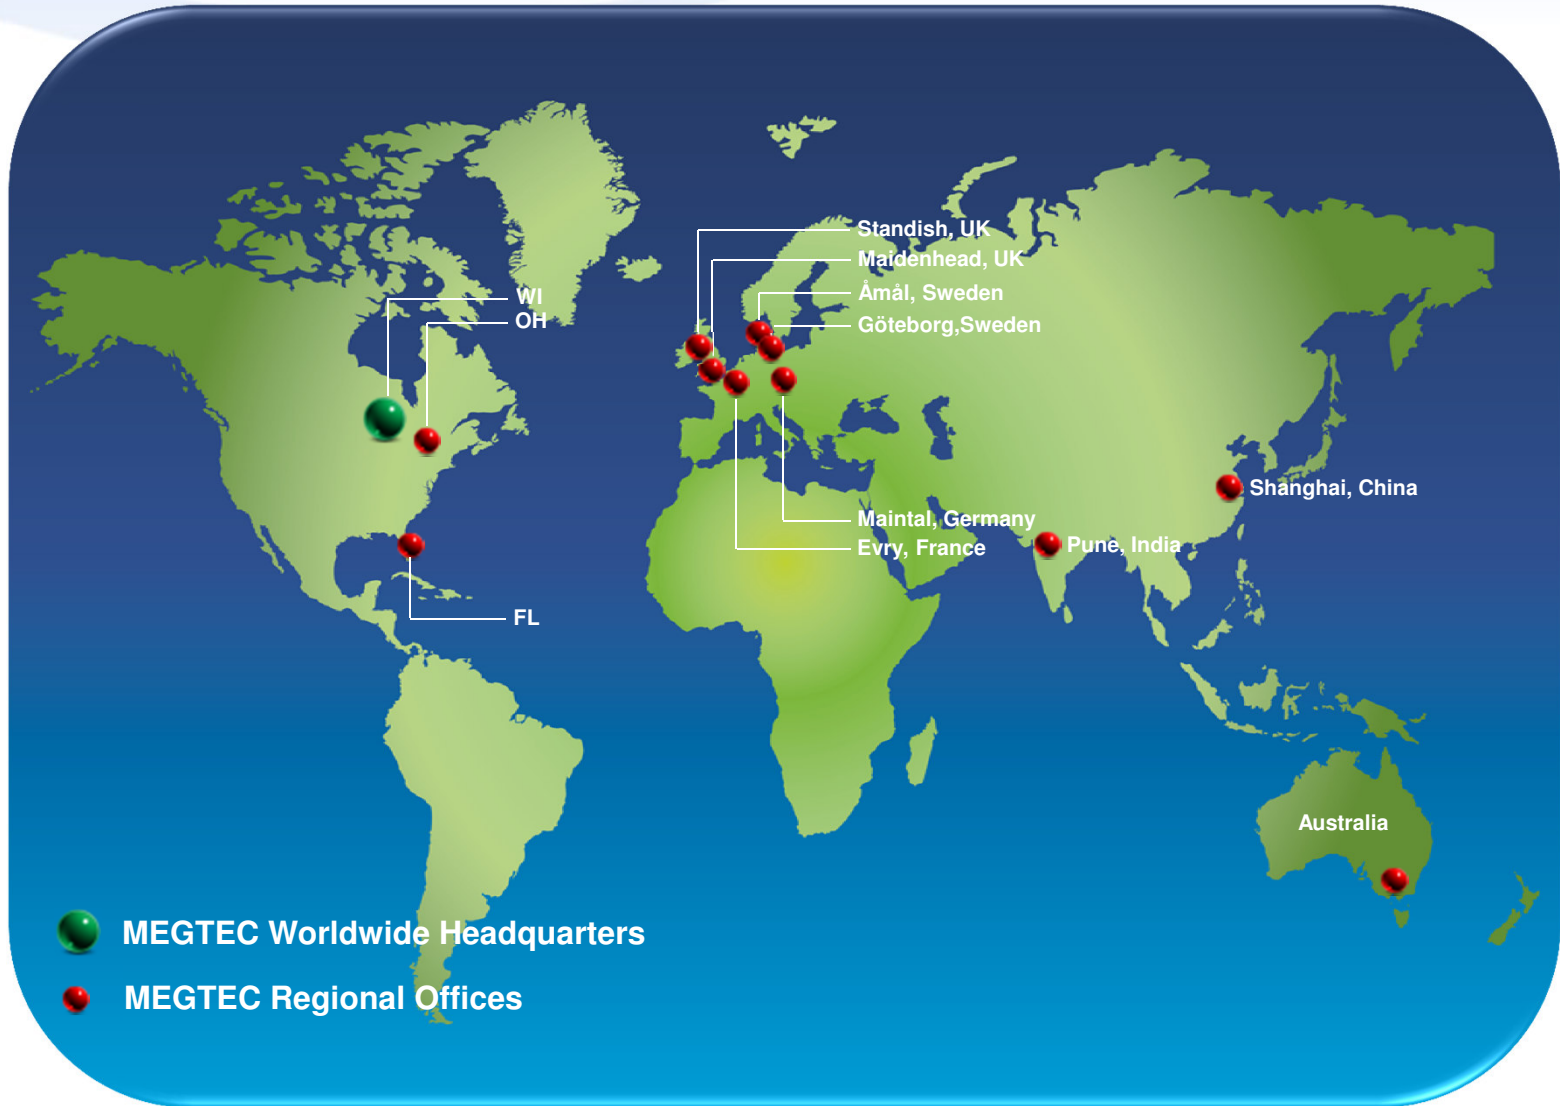 Standish, UK
Maidenhead, UK
Åmål, Sweden
Göteborg,Sweden
WI
OH
Shanghai, China
Maintal, Germany
Evry, France
Pune, India
FL
Australia
MEGTEC Worldwide Headquarters
MEGTEC Regional Offices